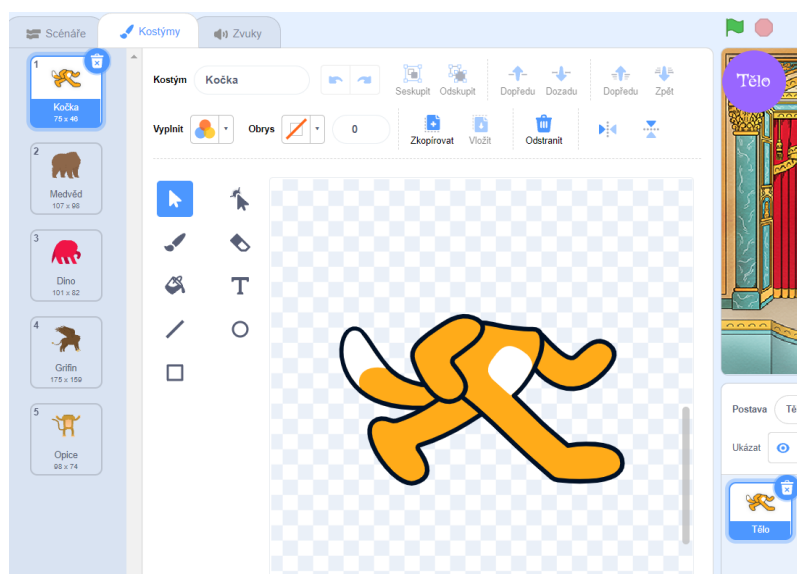 Scénáře
Kostýmy
Zvuky
1
Kočka
75 x 46
2
Medvěd
107 x 98
3
Dino
101 x 82
4
Grifin
175 x 159
5
Opice
98 x 74
Kostým
Kočka
Seskupit
Odskupit
Dopředu
Dozadu
Dopředu
Zpět
Vyplnit
Obrys
0
Zkopírovat
Vložit
Odstranit
T
Tělo
Postava
Tě
Ukázat
Tělo